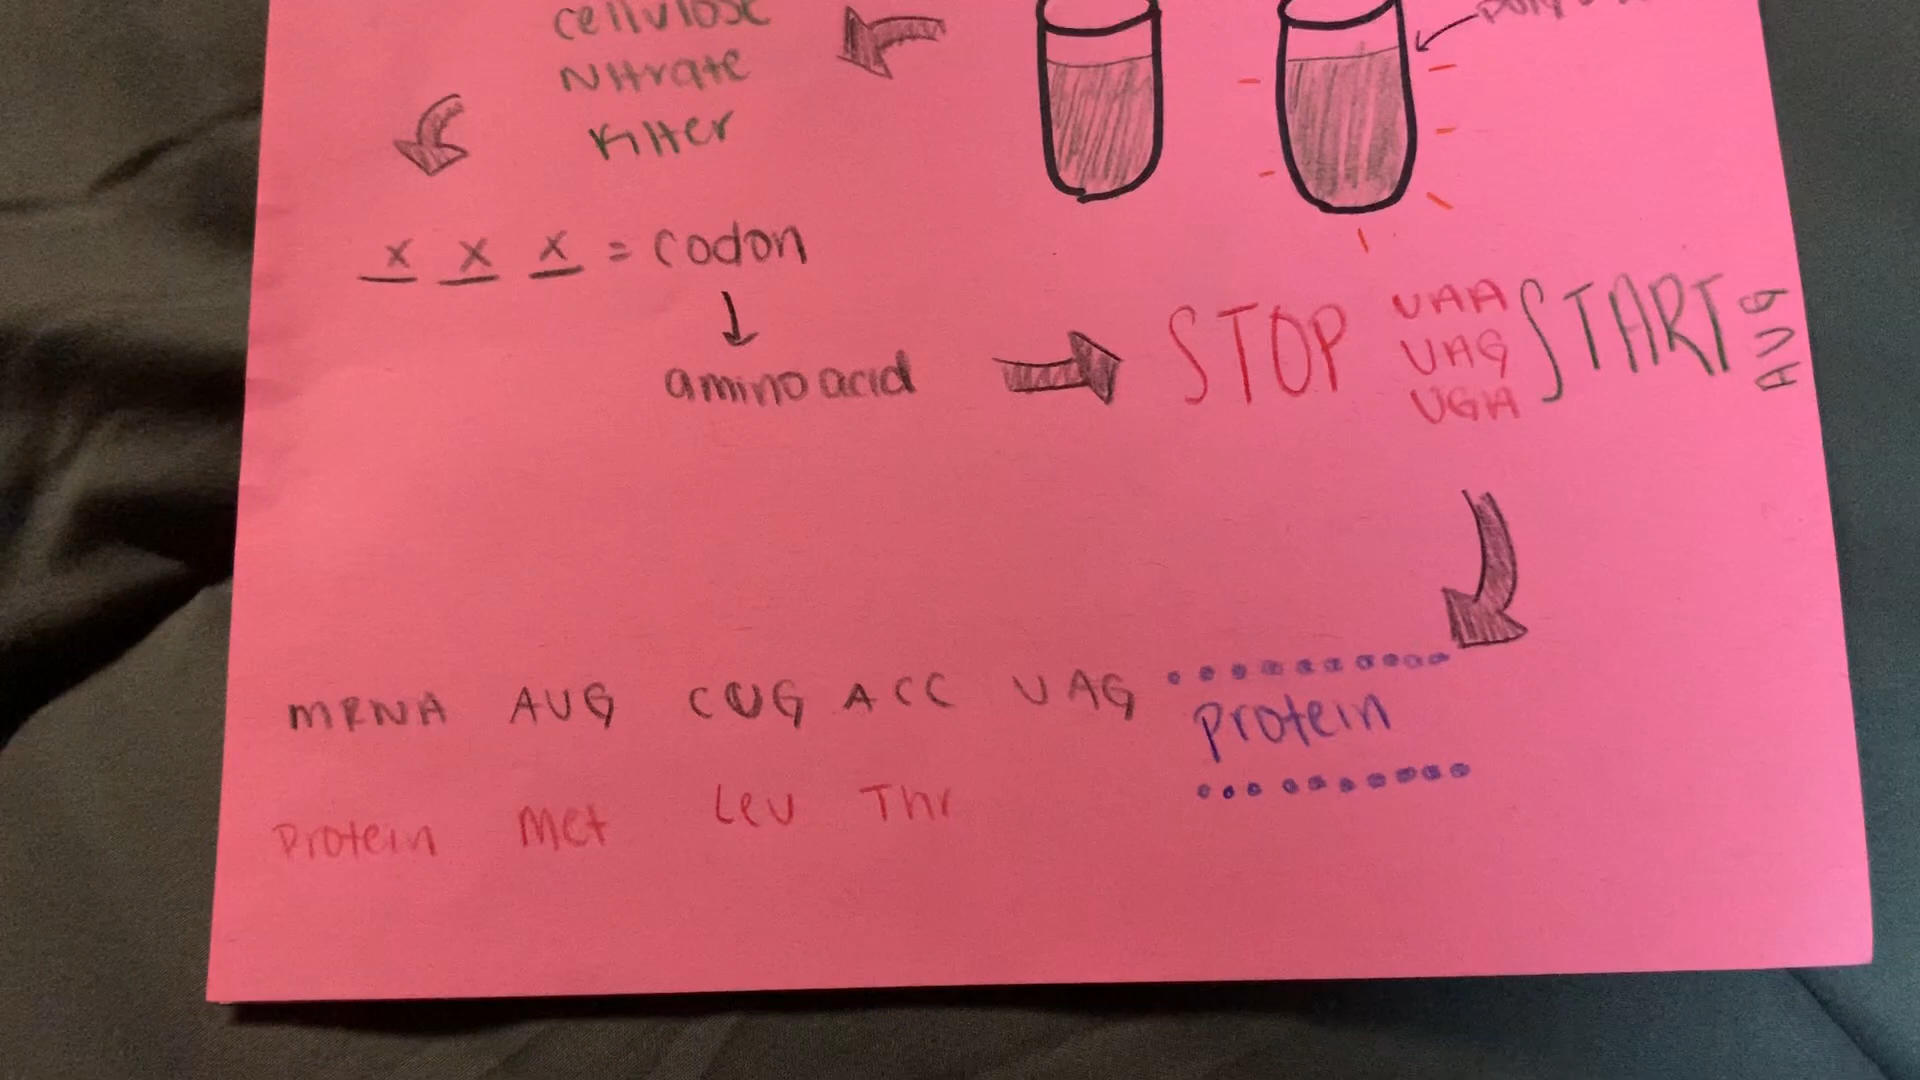 cellulose
Nitrate
Filter
x x x = codon
amino acid
STOP
UAA
UAG
UGA
START
AUG
mRNA AUG CUG ACC UAG
protein
Protein Met Leu Thr